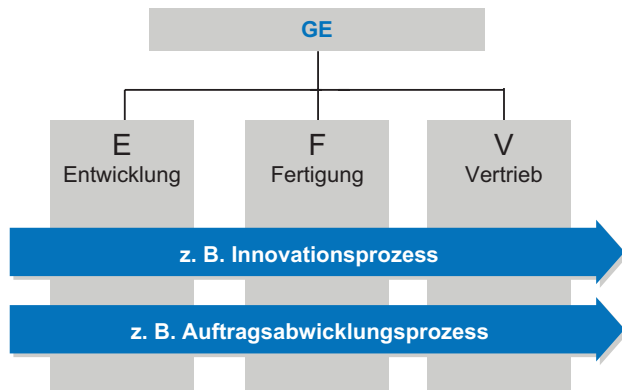 GE
E
Entwicklung
F
Fertigung
V
Vertrieb
z. B. Innovationsprozess
z. B. Auftragsabwicklungsprozess